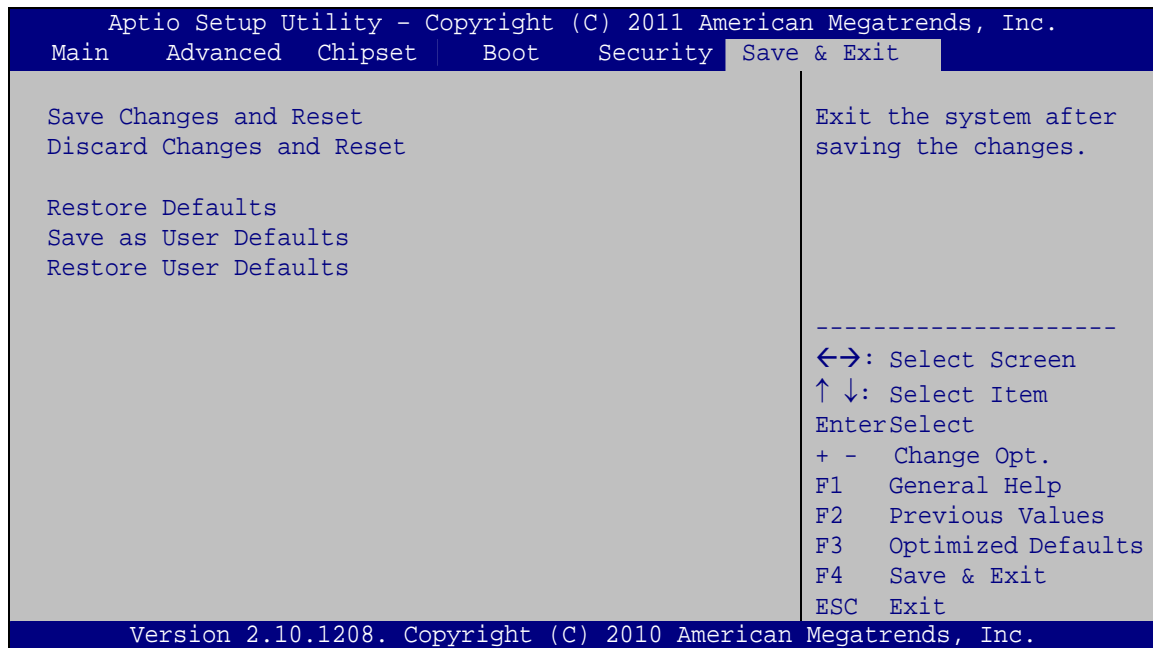 Aptio Setup Utility – Copyright (C) 2011 American Megatrends, Inc.
Main Advanced Chipset Boot Security Save & Exit
Save Changes and Reset
Discard Changes and Reset
Restore Defaults
Save as User Defaults
Restore User Defaults
Exit the system after
saving the changes.
---------------------
←→: Select Screen
↑ ↓: Select Item
EnterSelect
+ - Change Opt.
F1 General Help
F2 Previous Values
F3 Optimized Defaults
F4 Save & Exit
ESC Exit
Version 2.10.1208. Copyright (C) 2010 American Megatrends, Inc.